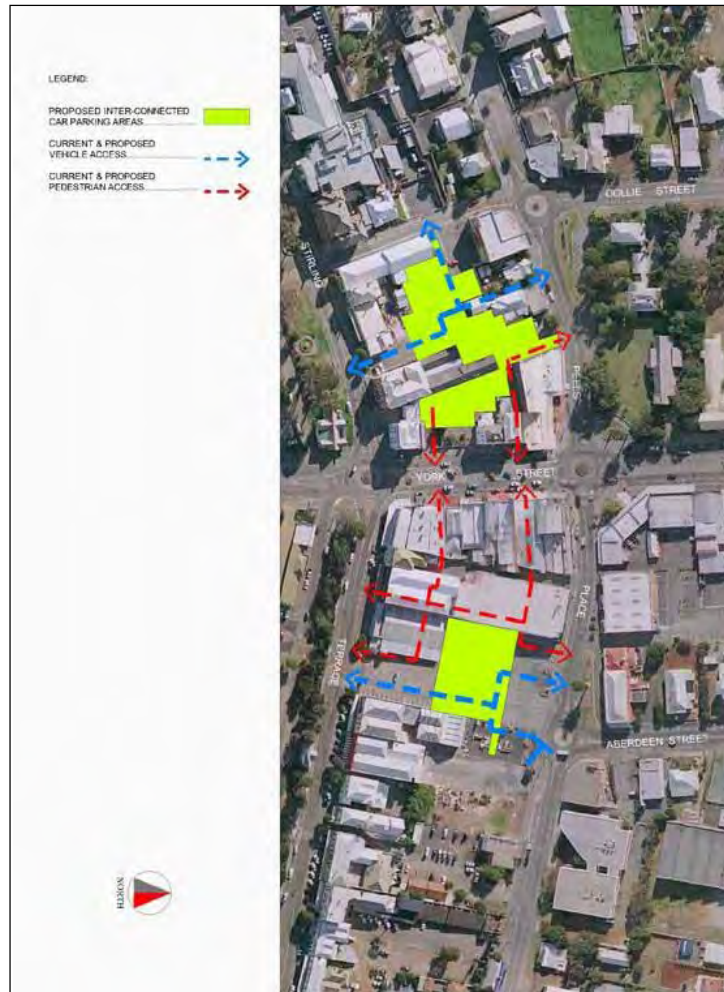 LEGEND:
PROPOSED INTER-CONNECTED
CAR PARKING AREAS
CURRENT & PROPOSED
VEHICLE ACCESS
CURRENT & PROPOSED
PEDESTRIAN ACCESS
COLLIE STREET
STIRLING
PEELS
YORK STREET
PLACE
TERRACE
ABERDEEN STREET
NORTH